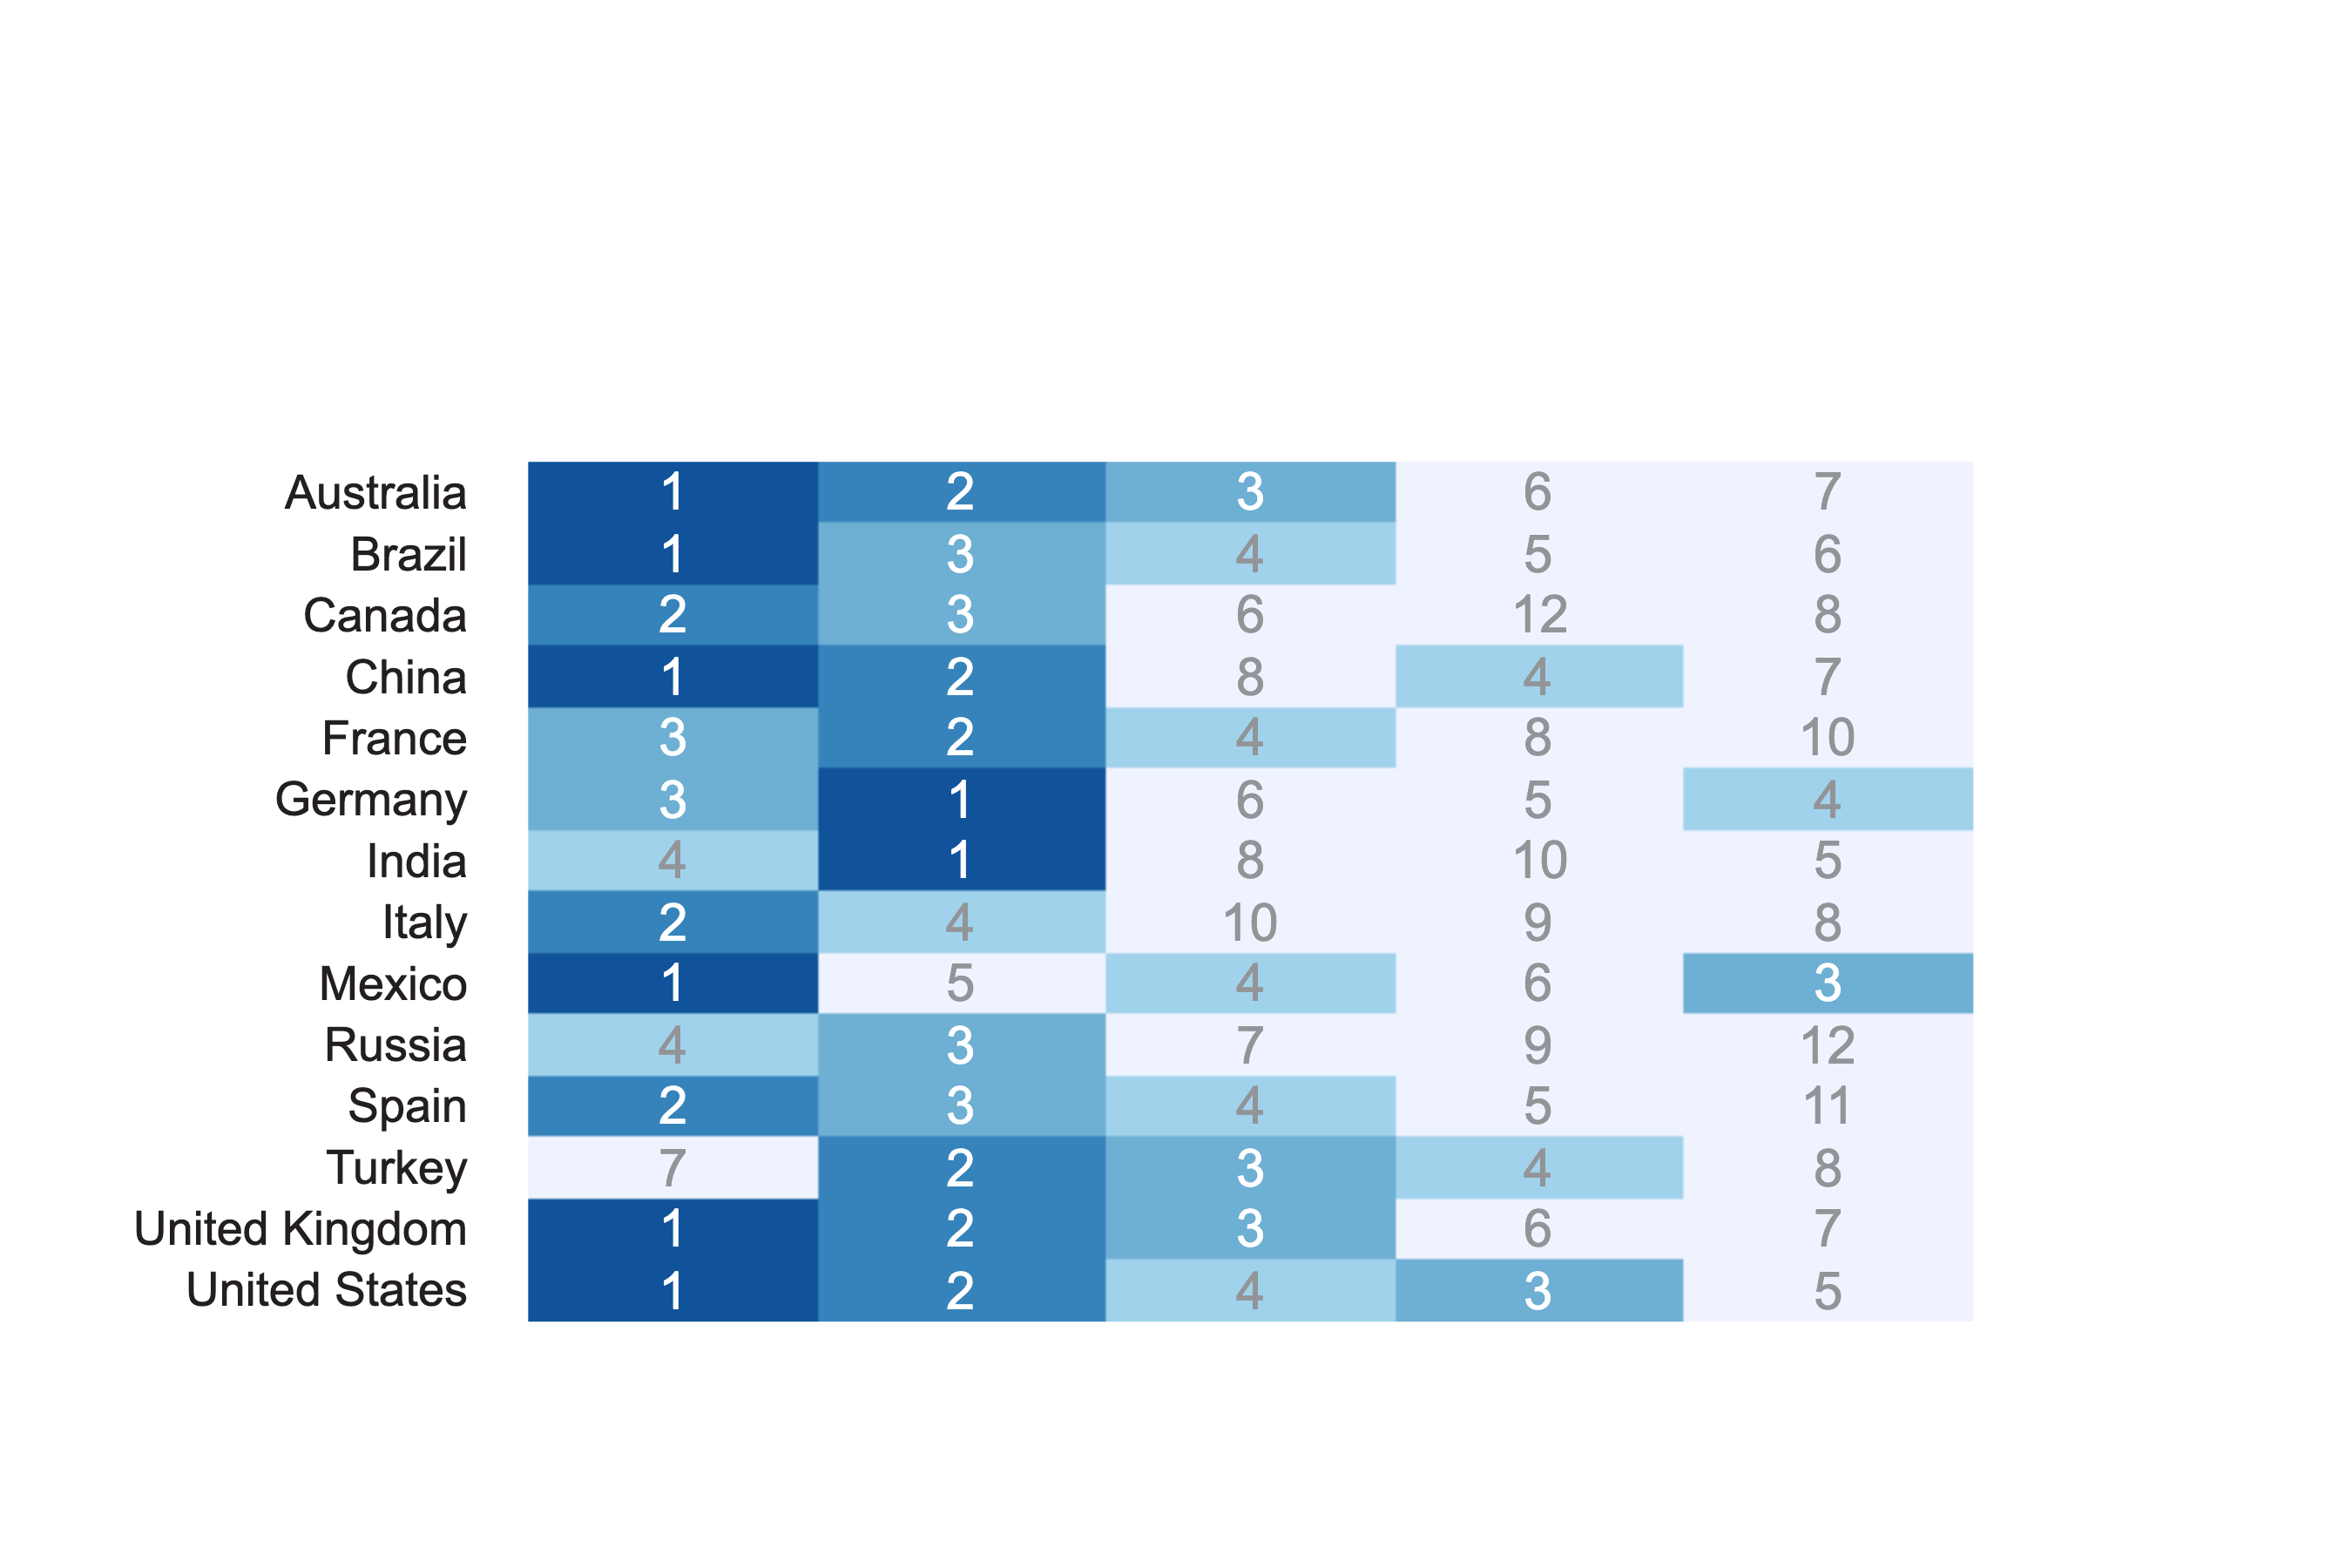 Australia 1 2 3 6 7
Brazil 1 3 4 5 6
Canada 2 3 6 12 8
China 1 2 8 4 7
France 3 2 4 8 10
Germany 3 1 6 5 4
India 4 1 8 10 5
Italy 2 4 10 9 8
Mexico 1 5 4 6 3
Russia 4 3 7 9 12
Spain 2 3 4 5 11
Turkey 7 2 3 4 8
United Kingdom 1 2 3 6 7
United States 1 2 4 3 5